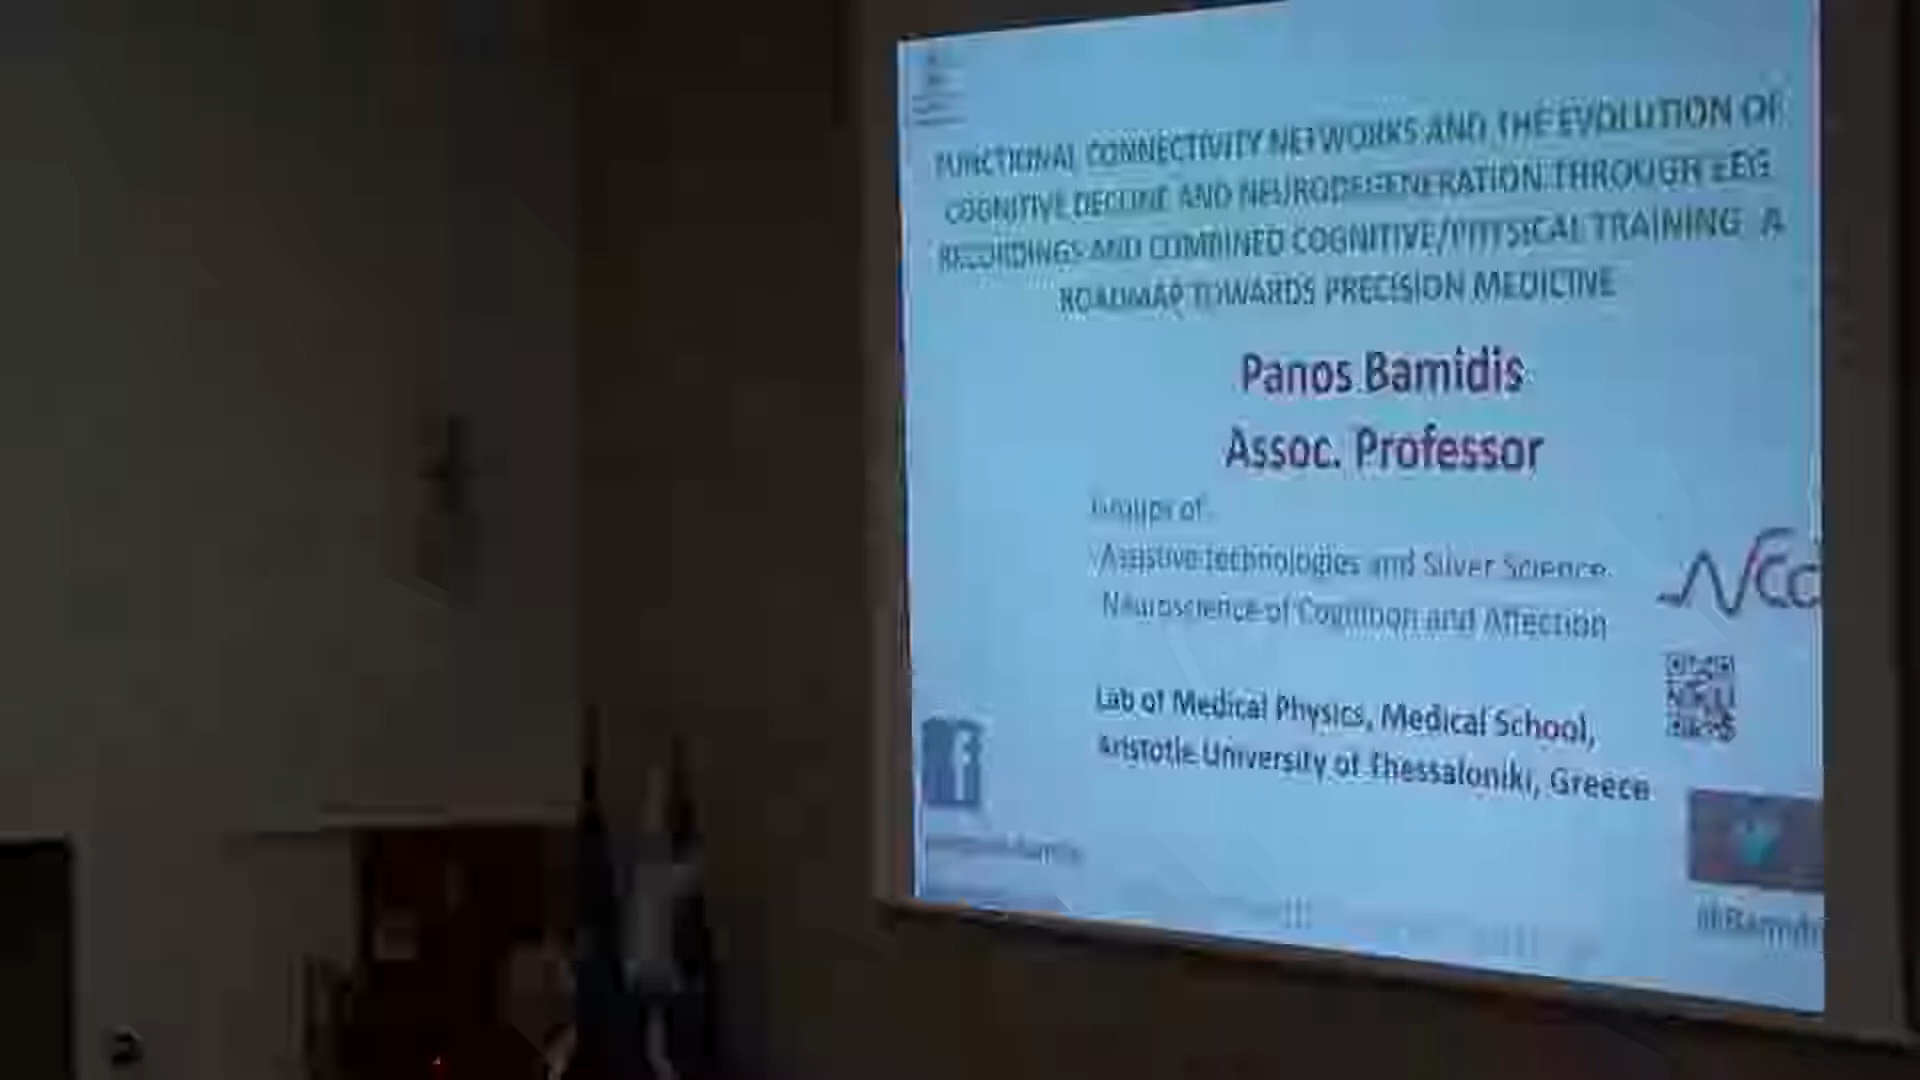 FUNCTIONAL CONNECTIVITY NETWORKS AND THE EVOLUTION OF
COGNITIVE DECLINE AND NEURODEGENERATION THROUGH EEG
RECORDINGS AND COMBINED COGNITIVE/PHYSICAL TRAINING A
ROADMAP TOWARDS PRECISION MEDICINE
Panos Bamidis
Assoc. Professor
Groups of
Assistive technologies and Silver Science
Neuroscience of Cognition and Affection
Lab of Medical Physics, Medical School,
Aristotle University of Thessaloniki, Greece